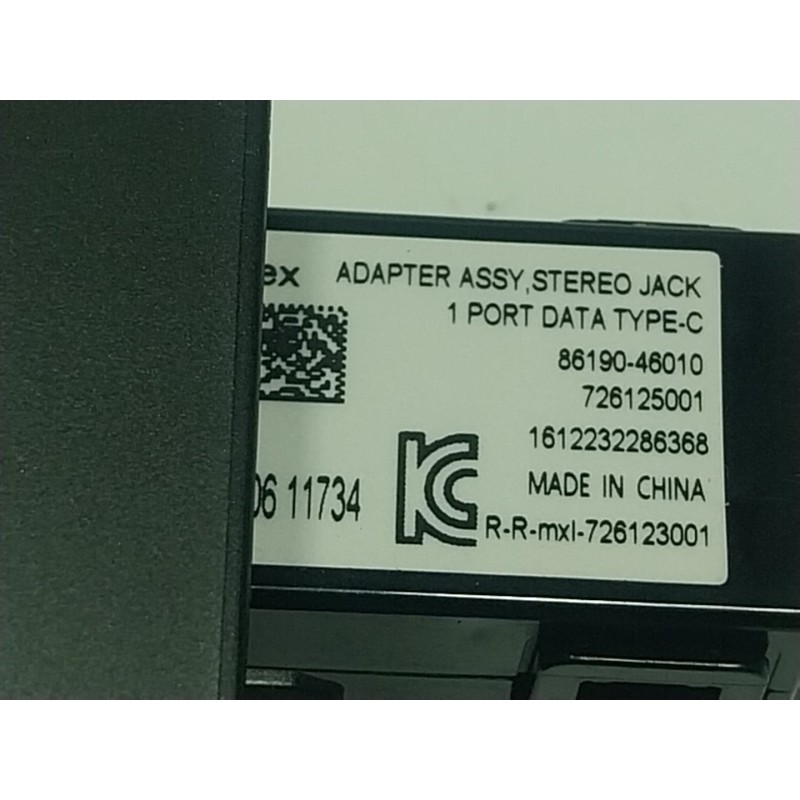 ex ADAPTER ASSY,STEREO JACK
1 PORT DATA TYPE-C
86190-46010
726125001
1612232286368
06 11734
MADE IN CHINA
R-R-mxl-726123001